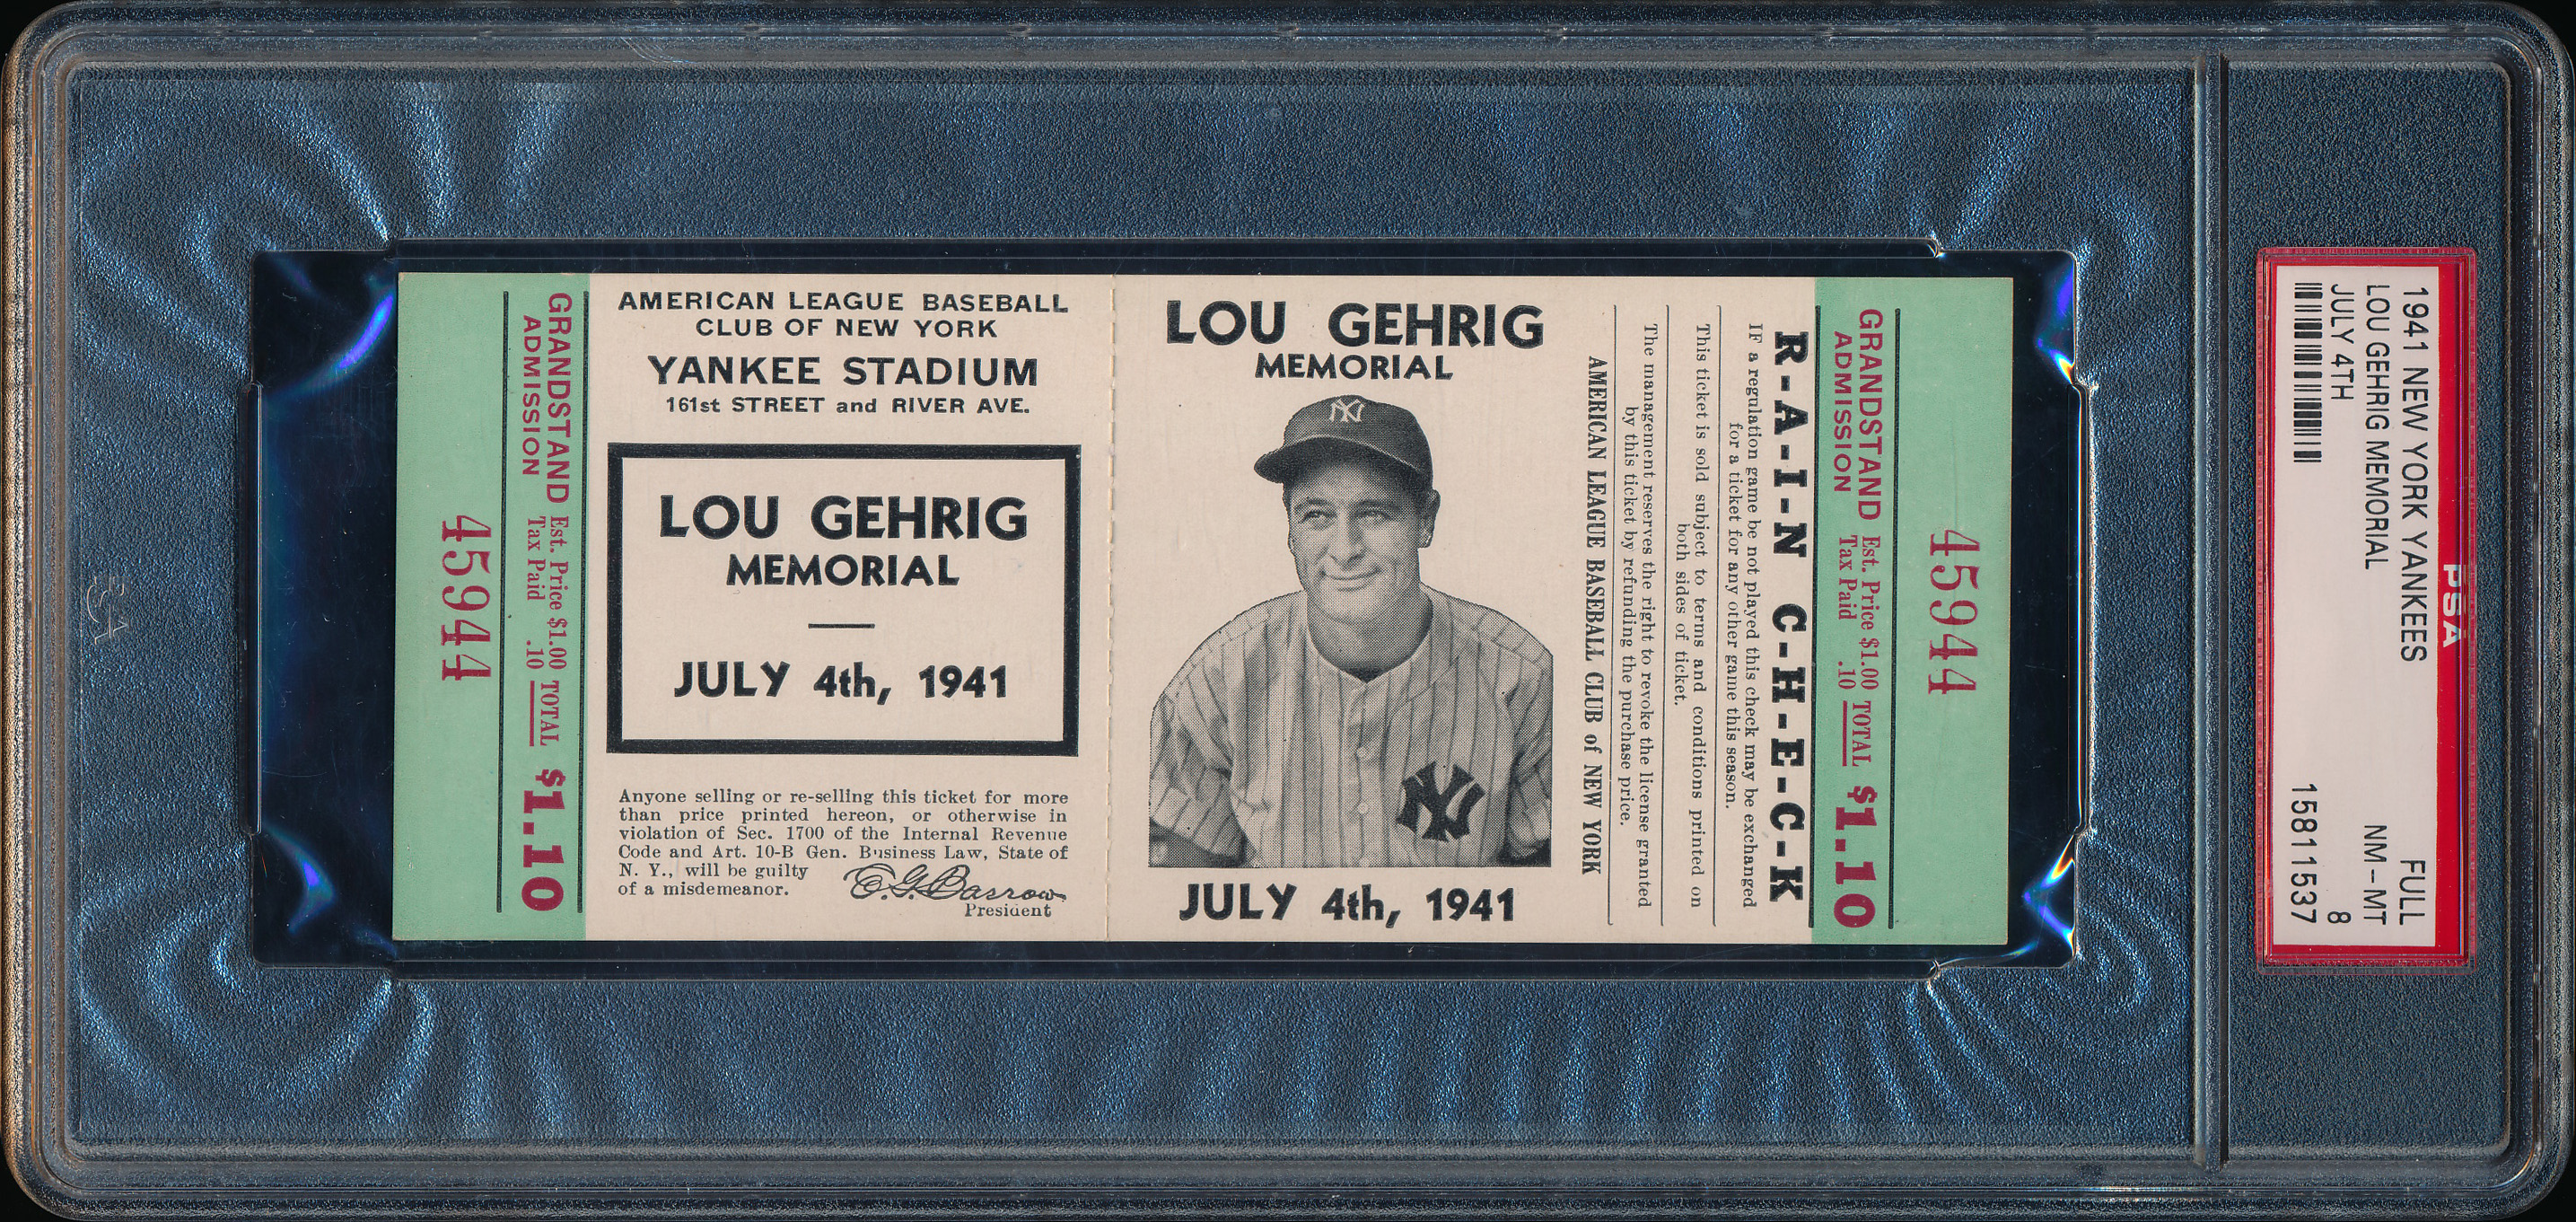 GRANDSTAND Est. Price $1.00 TOTAL $1.10
ADMISSION Tax Paid .10
45944
AMERICAN LEAGUE BASEBALL
CLUB OF NEW YORK
YANKEE STADIUM
161st STREET and RIVER AVE.
LOU GEHRIG
MEMORIAL
JULY 4th, 1941
Anyone selling or re-selling this ticket for more
than price printed hereon, or otherwise in
violation of Sec. 1700 of the Internal Revenue
Code and Art. 10-B Gen. Business Law, State of
N. Y., will be guilty
of a misdemeanor.
E. G. Barrow
President
LOU GEHRIG
MEMORIAL
NY
NY
JULY 4th, 1941
R-A-I-N C-H-E-C-K
IF a regulation game be not played this check may be exchanged
for a ticket for any other game this season.
This ticket is sold subject to terms and conditions printed on
both sides of ticket.
The management reserves the right to revoke the license granted
by this ticket by refunding the purchase price.
AMERICAN LEAGUE BASEBALL CLUB of NEW YORK
GRANDSTAND Est. Price $1.00 TOTAL $1.10
ADMISSION Tax Paid .10
45944
PSA
1941 NEW YORK YANKEES FULL
LOU GEHRIG MEMORIAL NM-MT
JULY 4TH 8
15811537
PSA